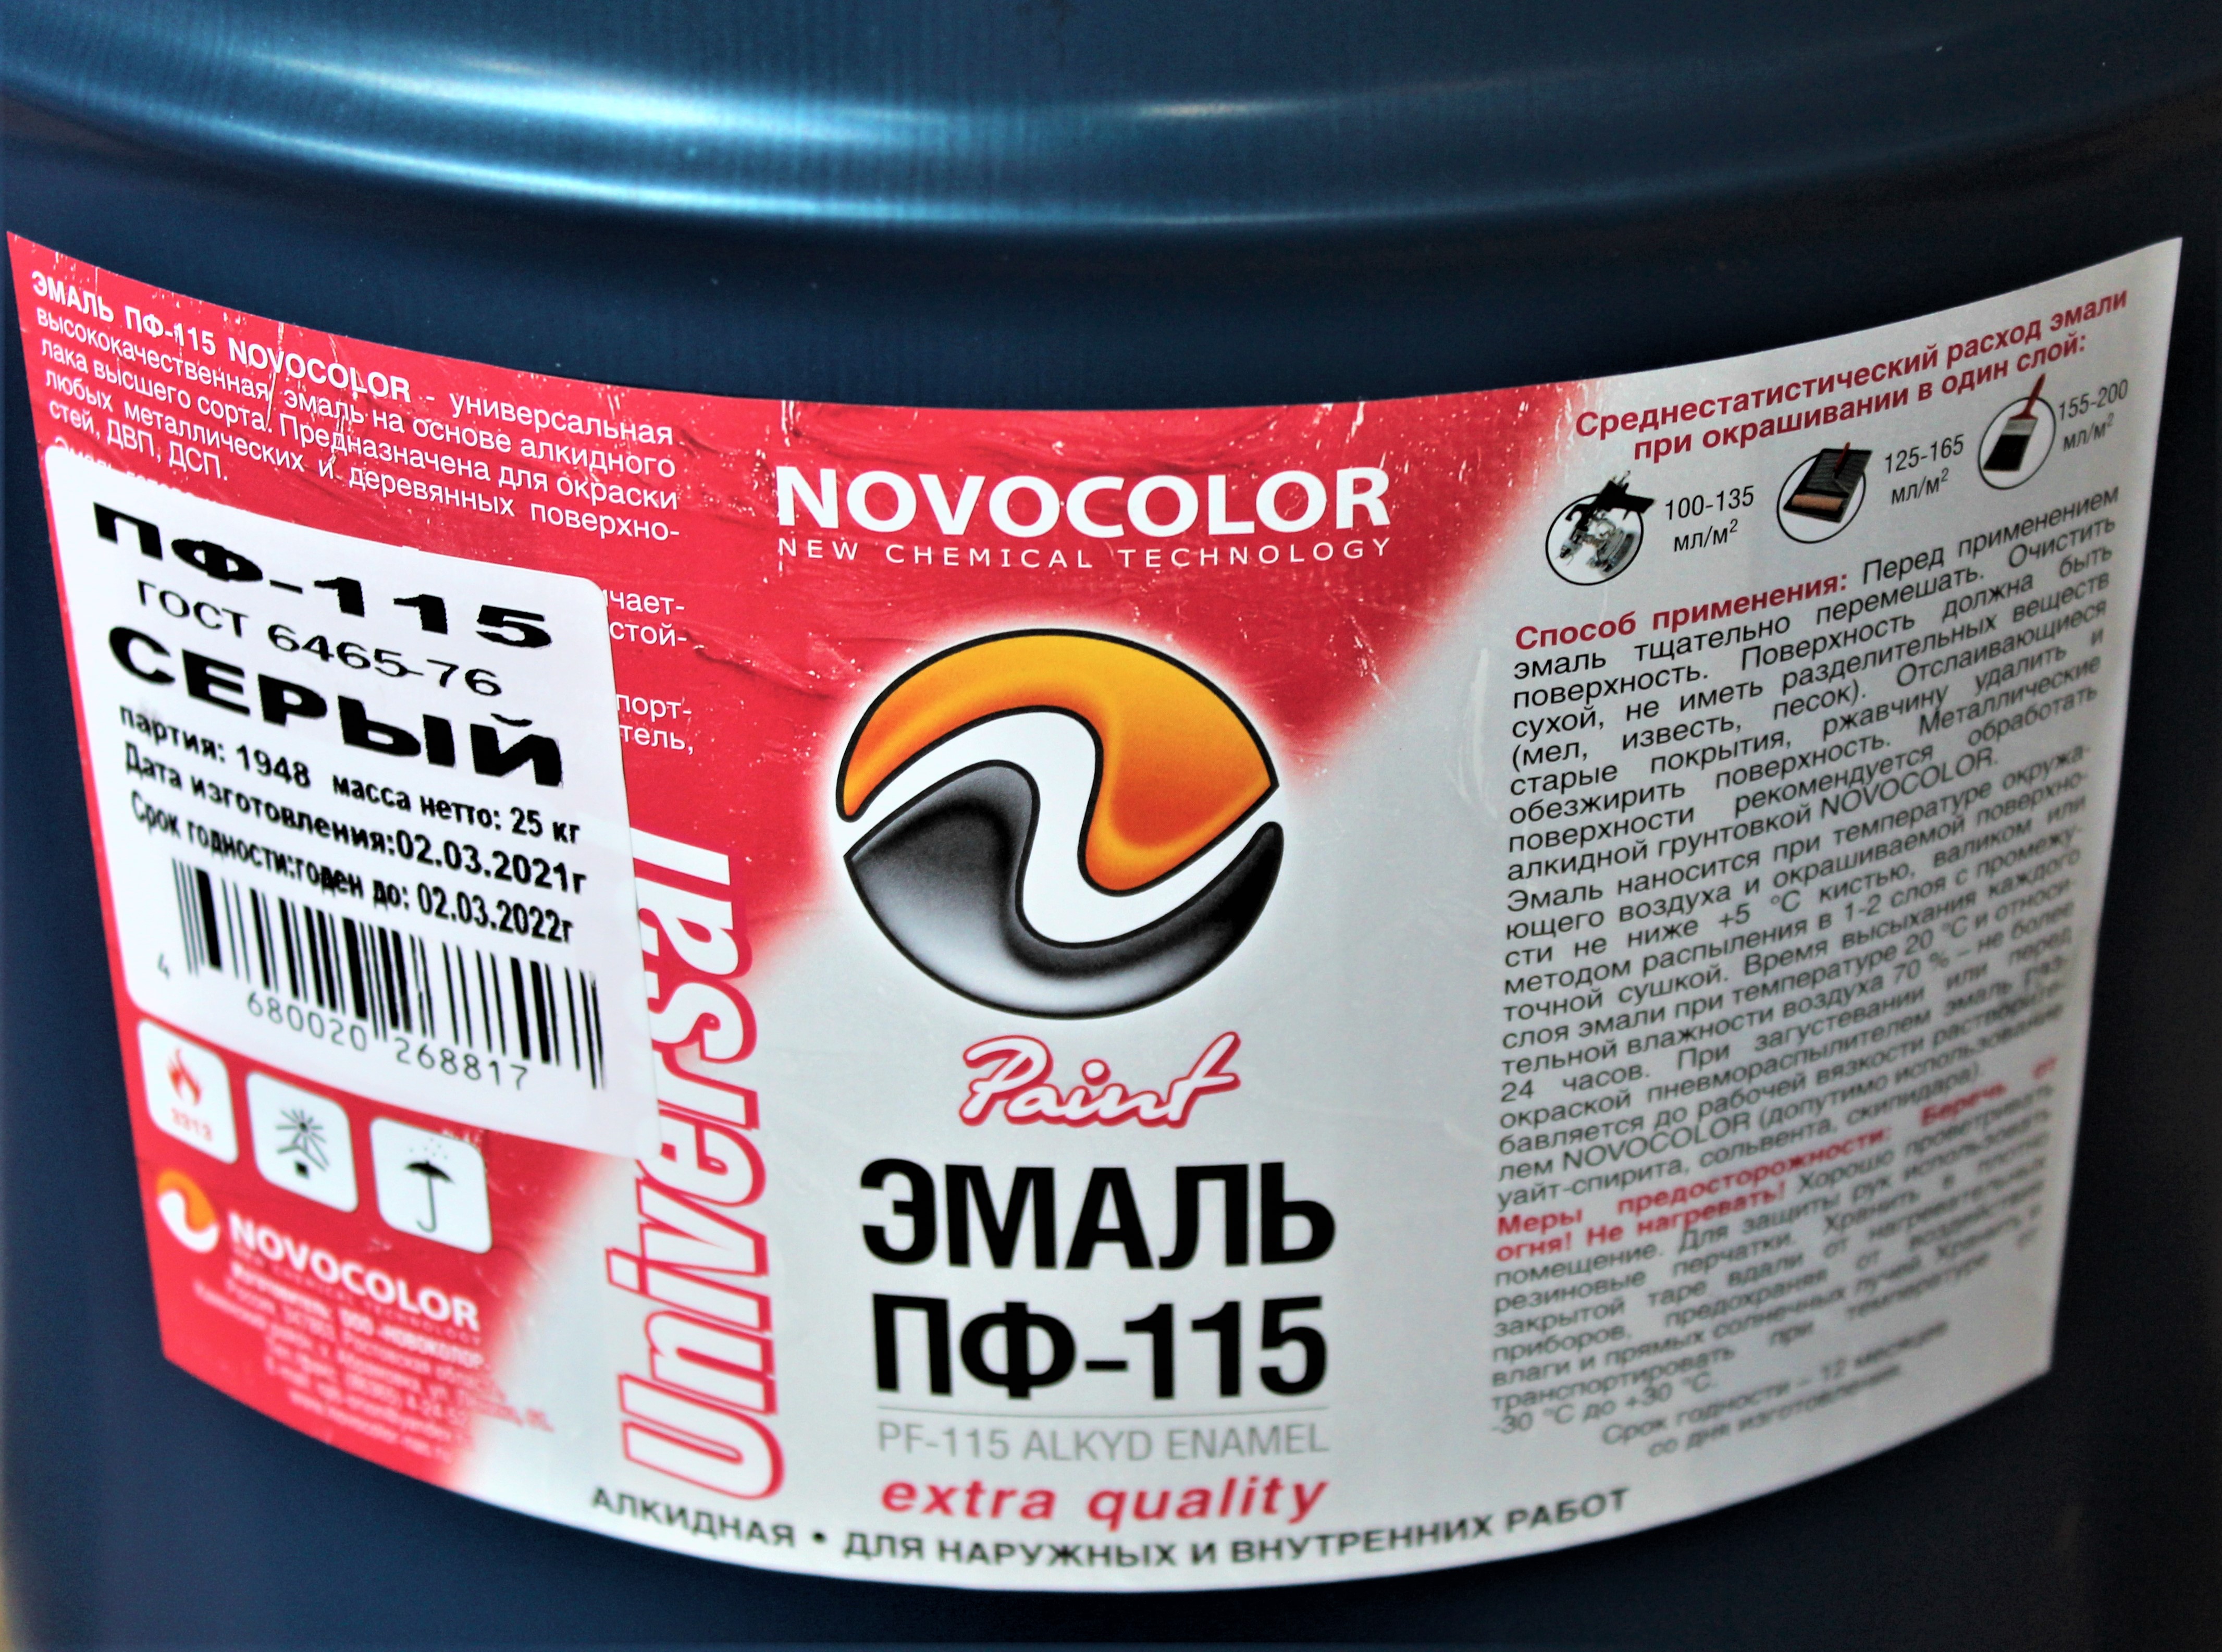 ЭМАЛЬ ПФ-115 NOVOCOLOR - универсальная
высококачественная эмаль на основе алкидного
лака высшего сорта. Предназначена для окраски
любых металлических и деревянных поверхно-
стей, ДВП, ДСП.
чает-
стой-
порт-
тель,
ПФ-115
ГОСТ 6465-76
СЕРЫЙ
партия: 1948 масса нетто: 25 кг
Дата изготовления:02.03.2021г
Срок годности:годен до: 02.03.2022г
4 680020 268817
3313
NOVOCOLOR
NEW CHEMICAL TECHNOLOGY
Universal
NOVOCOLOR
NEW CHEMICAL TECHNOLOGY
Paint
ЭМАЛЬ
ПФ-115
PF-115 ALKYD ENAMEL
extra quality
АЛКИДНАЯ • ДЛЯ НАРУЖНЫХ И ВНУТРЕННИХ РАБОТ
Среднестатистический расход эмали
при окрашивании в один слой:
100-135
мл/м²
125-165
мл/м²
155-200
мл/м²
Способ применения: Перед применением
эмаль тщательно перемешать. Очистить
поверхность. Поверхность должна быть
сухой, не иметь разделительных веществ
(мел, известь, песок). Отслаивающиеся
старые покрытия, ржавчину удалить и
обезжирить поверхность. Металлические
поверхности рекомендуется обработать
алкидной грунтовкой NOVOCOLOR.
Эмаль наносится при температуре окружа-
ющего воздуха и окрашиваемой поверхно-
сти не ниже +5 °C кистью, валиком или
методом распыления в 1-2 слоя с промежу-
точной сушкой. Время высыхания каждого
слоя эмали при температуре 20 °C и относи-
тельной влажности воздуха 70 % – не более
24 часов. При загустевании или перед
окраской пневмораспылителем эмаль раз-
бавляется до рабочей вязкости растворите-
лем NOVOCOLOR (допустимо использование
уайт-спирита, сольвента, скипидара).
Меры предосторожности: Беречь от
огня! Не нагревать! Хорошо проветривать
помещение. Для защиты рук использовать
резиновые перчатки. Хранить в плотно
закрытой таре вдали от нагревательных
приборов, предохраняя от воздействия
влаги и прямых солнечных лучей. Хранить и
транспортировать при температуре от
-30 °C до +30 °C.
Срок годности – 12 месяцев
со дня изготовления.